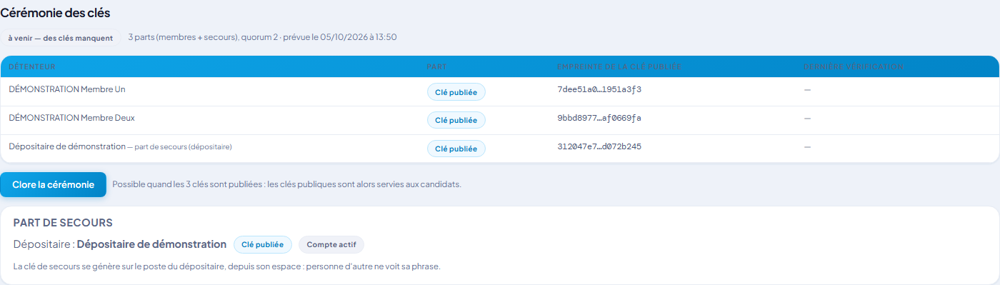 Cérémonie des clés
à venir — des clés manquent 3 parts (membres + secours), quorum 2 · prévue le 05/10/2026 à 13:50
DÉTENTEUR PART EMPREINTE DE LA CLÉ PUBLIÉE DERNIÈRE VÉRIFICATION
DÉMONSTRATION Membre Un Clé publiée 7dee51a0…1951a3f3 —
DÉMONSTRATION Membre Deux Clé publiée 9bbd8977…af0669fa —
Dépositaire de démonstration — part de secours (dépositaire) Clé publiée 312047e7…d072b245 —
Clore la cérémonie Possible quand les 3 clés sont publiées : les clés publiques sont alors servies aux candidats.
PART DE SECOURS
Dépositaire : Dépositaire de démonstration Clé publiée Compte actif
La clé de secours se génère sur le poste du dépositaire, depuis son espace : personne d'autre ne voit sa phrase.